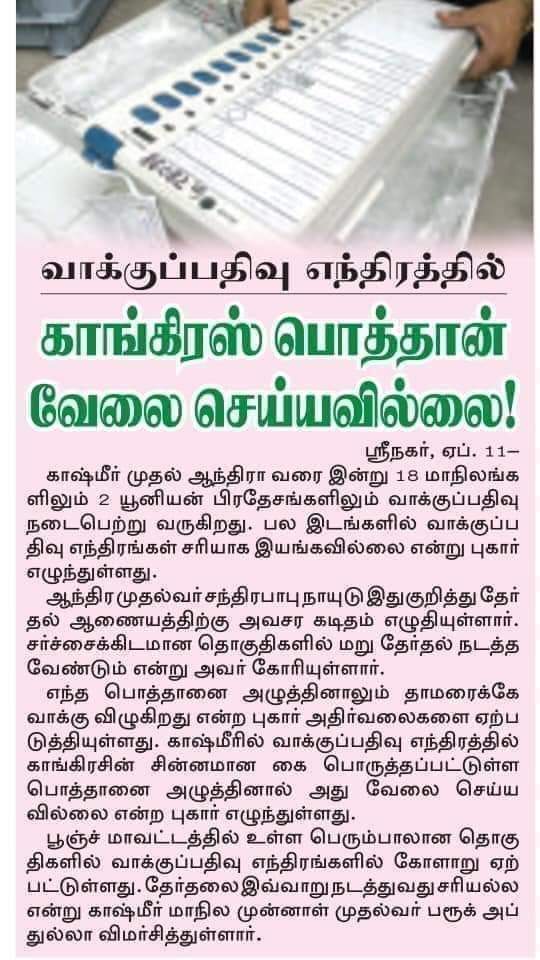 வாக்குப்பதிவு எந்திரத்தில்
காங்கிரஸ் பொத்தான்
வேலை செய்யவில்லை!
ஸ்ரீநகர், ஏப். 11–
காஷ்மீர் முதல் ஆந்திரா வரை இன்று 18 மாநிலங்க
ளிலும் 2 யூனியன் பிரதேசங்களிலும் வாக்குப்பதிவு
நடைபெற்று வருகிறது. பல இடங்களில் வாக்குப்ப
திவு எந்திரங்கள் சரியாக இயங்கவில்லை என்று புகார்
எழுந்துள்ளது.
ஆந்திர முதல்வர் சந்திரபாபு நாயுடு இதுகுறித்து தேர்
தல் ஆணையத்திற்கு அவசர கடிதம் எழுதியுள்ளார்.
சர்ச்சைக்கிடமான தொகுதிகளில் மறு தேர்தல் நடத்த
வேண்டும் என்று அவர் கோரியுள்ளார்.
எந்த பொத்தானை அழுத்தினாலும் தாமரைக்கே
வாக்கு விழுகிறது என்ற புகார் அதிர்வலைகளை ஏற்ப
டுத்தியுள்ளது. காஷ்மீரில் வாக்குப்பதிவு எந்திரத்தில்
காங்கிரசின் சின்னமான கை பொருத்தப்பட்டுள்ள
பொத்தானை அழுத்தினால் அது வேலை செய்ய
வில்லை என்ற புகார் எழுந்துள்ளது.
பூஞ்ச் மாவட்டத்தில் உள்ள பெரும்பாலான தொகு
திகளில் வாக்குப்பதிவு எந்திரங்களில் கோளாறு ஏற்
பட்டுள்ளது. தேர்தலை இவ்வாறு நடத்துவது சரியல்ல
என்று காஷ்மீர் மாநில முன்னாள் முதல்வர் பரூக் அப்
துல்லா விமர்சித்துள்ளார்.